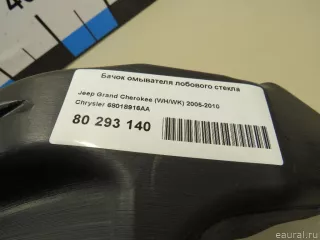 Бачок омывателя лобового стекла
Jeep Grand Cherokee (WH/WK) 2005-2010
Chrysler 68018916AA
80 293 140
eaural.ru